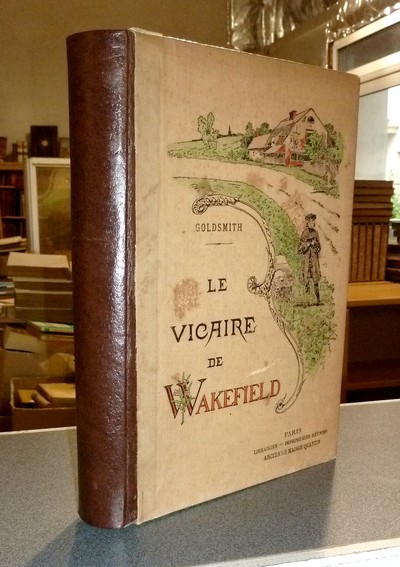 GOLDSMITH
LE
VICAIRE
DE
WAKEFIELD
PARIS
LIBRAIRIES — IMPRIMERIES RÉUNIES
ANCIENNE MAISON QUANTIN